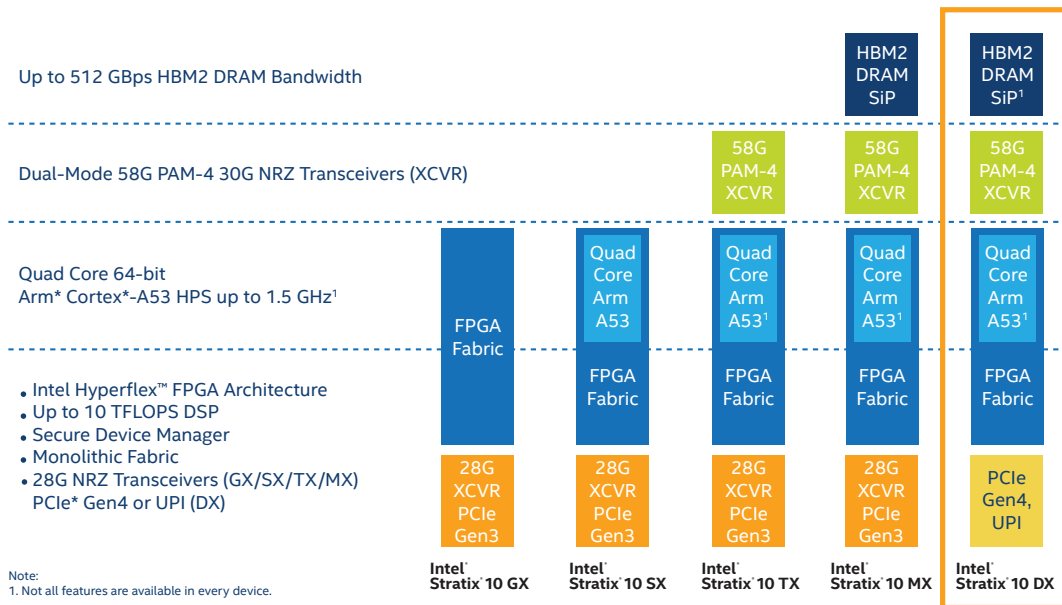 Up to 512 GBps HBM2 DRAM Bandwidth
HBM2
DRAM
SiP
HBM2
DRAM
SiP¹
Dual-Mode 58G PAM-4 30G NRZ Transceivers (XCVR)
58G
PAM-4
XCVR
58G
PAM-4
XCVR
58G
PAM-4
XCVR
Quad Core 64-bit
Arm* Cortex*-A53 HPS up to 1.5 GHz¹
FPGA
Fabric
Quad
Core
Arm
A53
Quad
Core
Arm
A53¹
Quad
Core
Arm
A53¹
Quad
Core
Arm
A53¹
• Intel Hyperflex™ FPGA Architecture
• Up to 10 TFLOPS DSP
• Secure Device Manager
• Monolithic Fabric
• 28G NRZ Transceivers (GX/SX/TX/MX)
PCIe* Gen4 or UPI (DX)
FPGA
Fabric
FPGA
Fabric
FPGA
Fabric
FPGA
Fabric
28G
XCVR
PCIe
Gen3
28G
XCVR
PCIe
Gen3
28G
XCVR
PCIe
Gen3
28G
XCVR
PCIe
Gen3
PCIe
Gen4,
UPI
Intel®
Stratix® 10 GX
Intel®
Stratix® 10 SX
Intel®
Stratix® 10 TX
Intel®
Stratix® 10 MX
Intel®
Stratix® 10 DX
Note:
1. Not all features are available in every device.